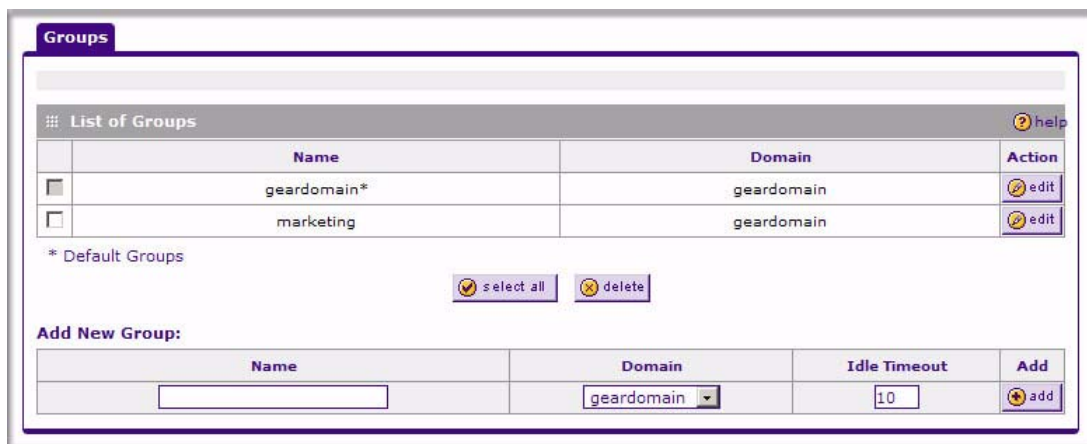 Groups
List of Groups
help
Name Domain Action
geardomain* geardomain edit
marketing geardomain edit
* Default Groups
select all delete
Add New Group:
Name Domain Idle Timeout Add
geardomain 10 add